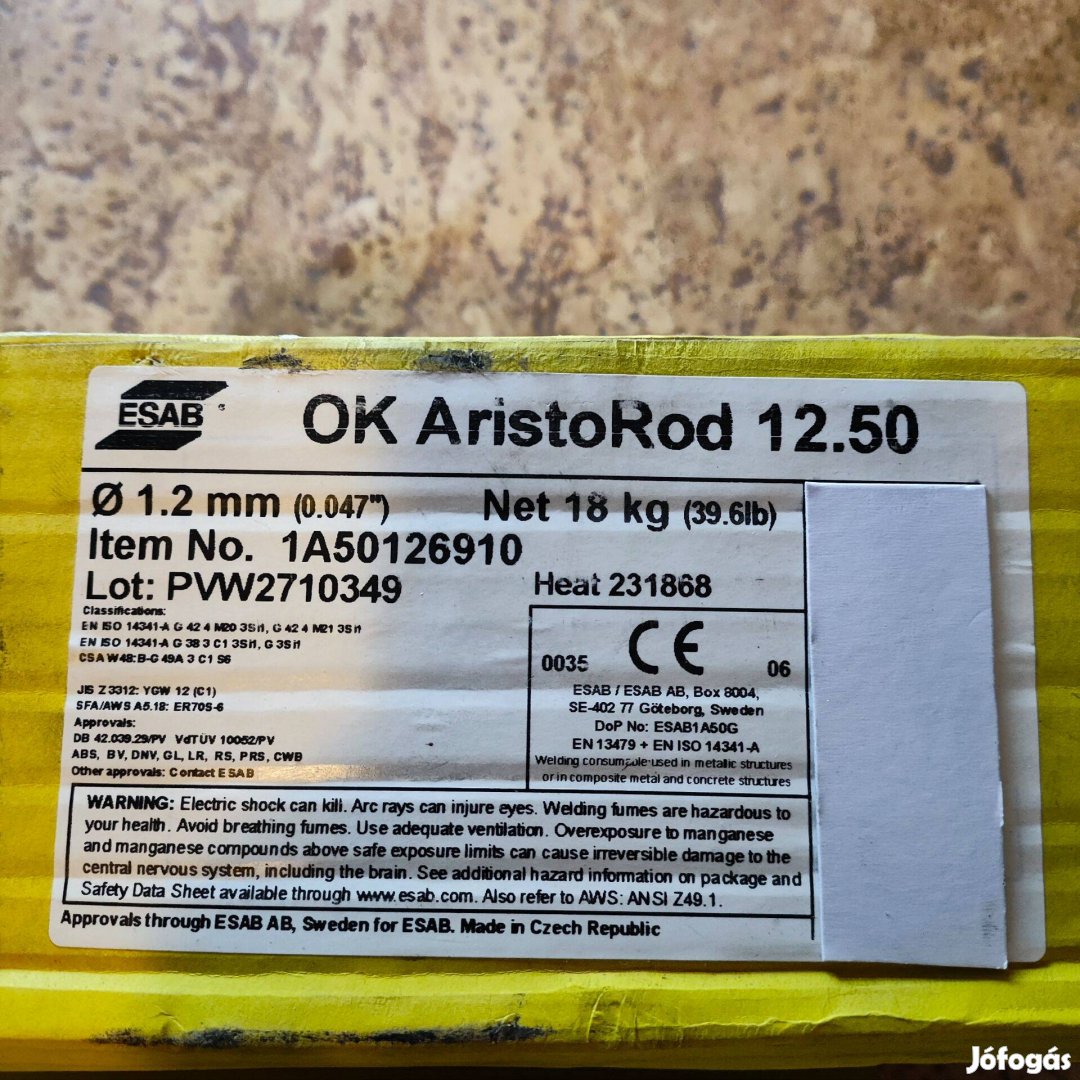 ESAB
OK AristoRod 12.50
Ø 1.2 mm (0.047")
Net 18 kg (39.6lb)
Item No. 1A50126910
Lot: PVW2710349
Heat 231868
Classifications:
EN ISO 14341-A G 42 4 M20 3Si1, G 42 4 M21 3Si1
EN ISO 14341-A G 38 3 C1 3Si1, G 3Si1
CSA W48: B-G 49A 3 C1 S6
JIS Z 3312: YGW 12 (C1)
SFA/AWS A5.18: ER70S-6
Approvals:
DB 42.039.29/PV VdTÜV 10052/PV
ABS, BV, DNV, GL, LR, RS, PRS, CWB
Other approvals: Contact ESAB
0035 CE 06
ESAB / ESAB AB, Box 8004,
SE-402 77 Göteborg, Sweden
DoP No: ESAB1A50G
EN 13479 + EN ISO 14341-A
Welding consumable used in metallic structures
or in composite metal and concrete structures
WARNING: Electric shock can kill. Arc rays can injure eyes. Welding fumes are hazardous to
your health. Avoid breathing fumes. Use adequate ventilation. Overexposure to manganese
and manganese compounds above safe exposure limits can cause irreversible damage to the
central nervous system, including the brain. See additional hazard information on package and
Safety Data Sheet available through www.esab.com. Also refer to AWS: ANSI Z49.1.
Approvals through ESAB AB, Sweden for ESAB. Made in Czech Republic
Jófogás